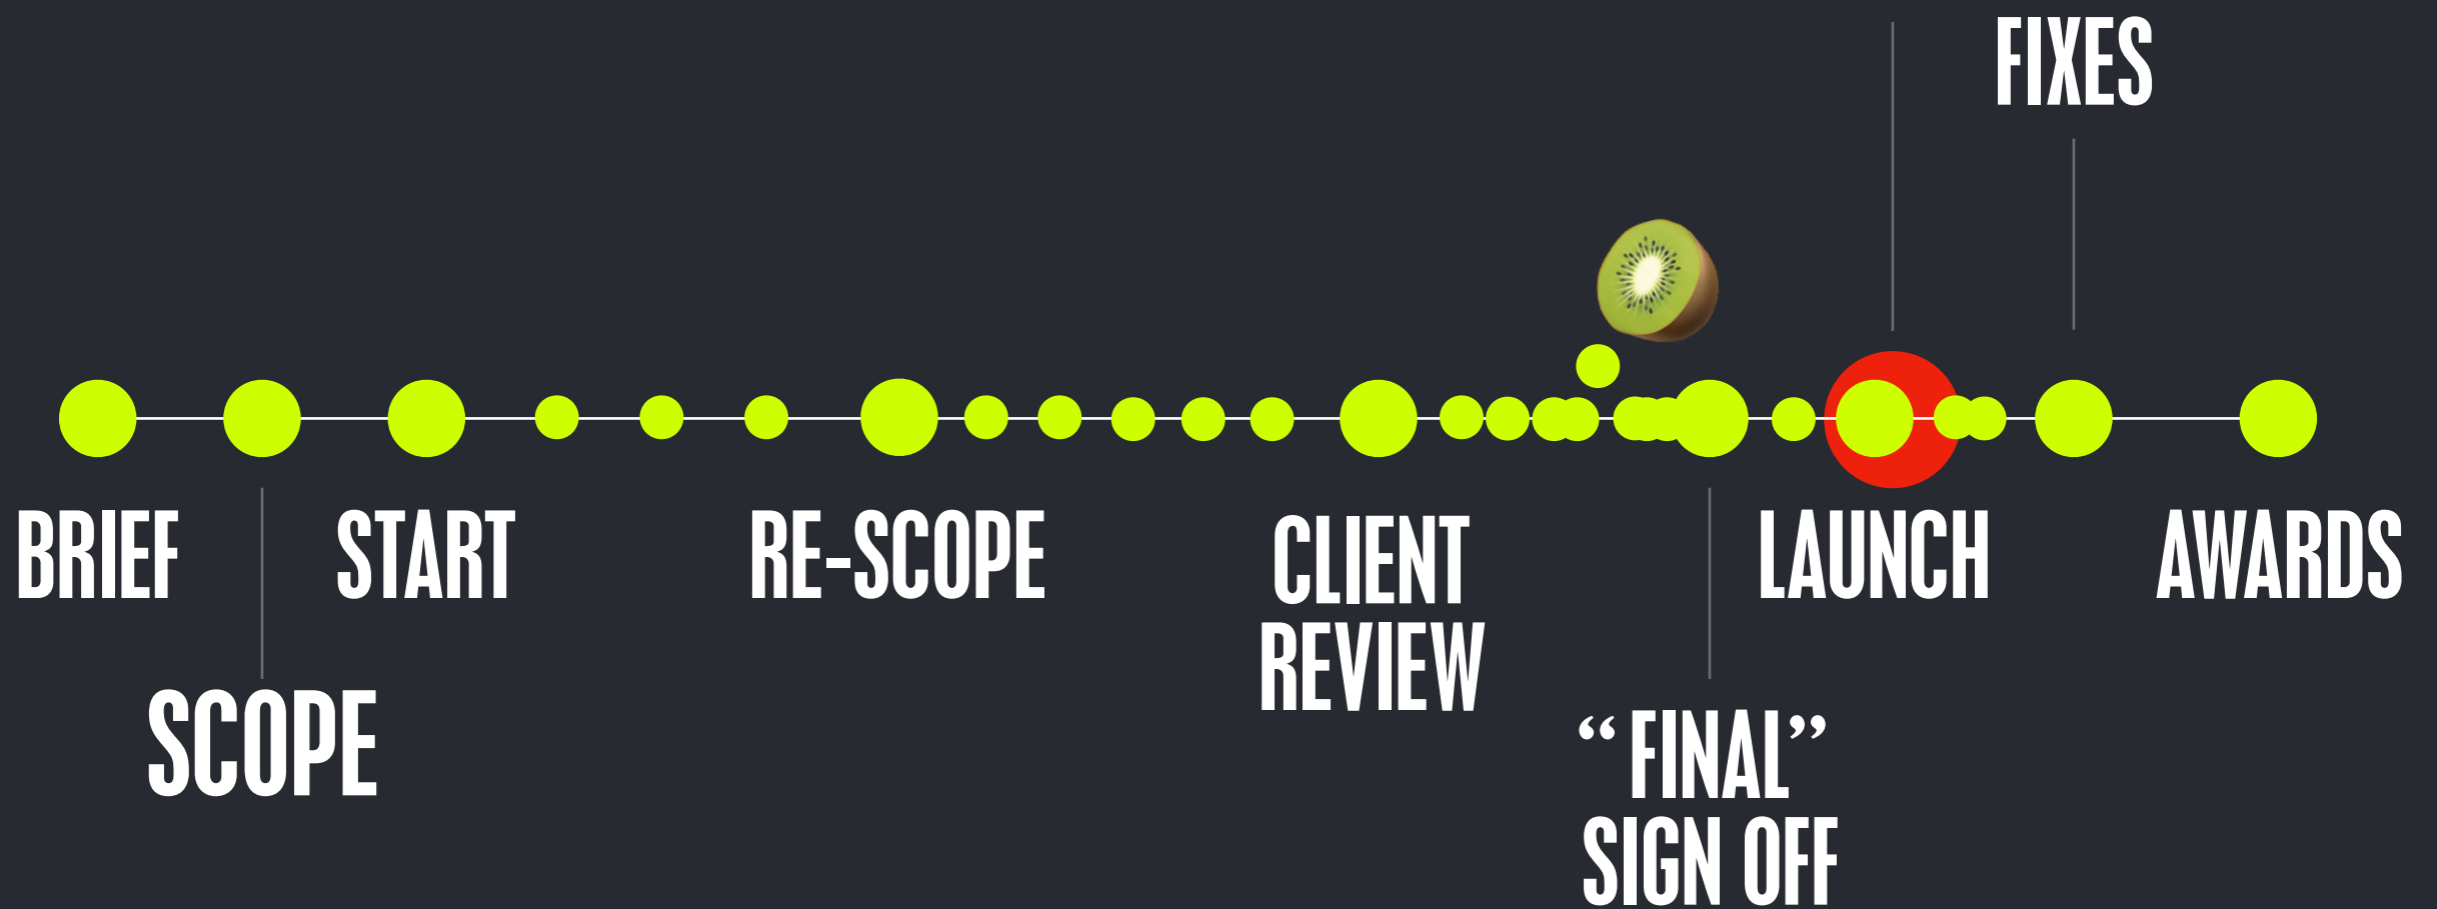 FIXES
BRIEF
START
RE-SCOPE
CLIENT
REVIEW
LAUNCH
AWARDS
SCOPE
“FINAL”
SIGN OFF